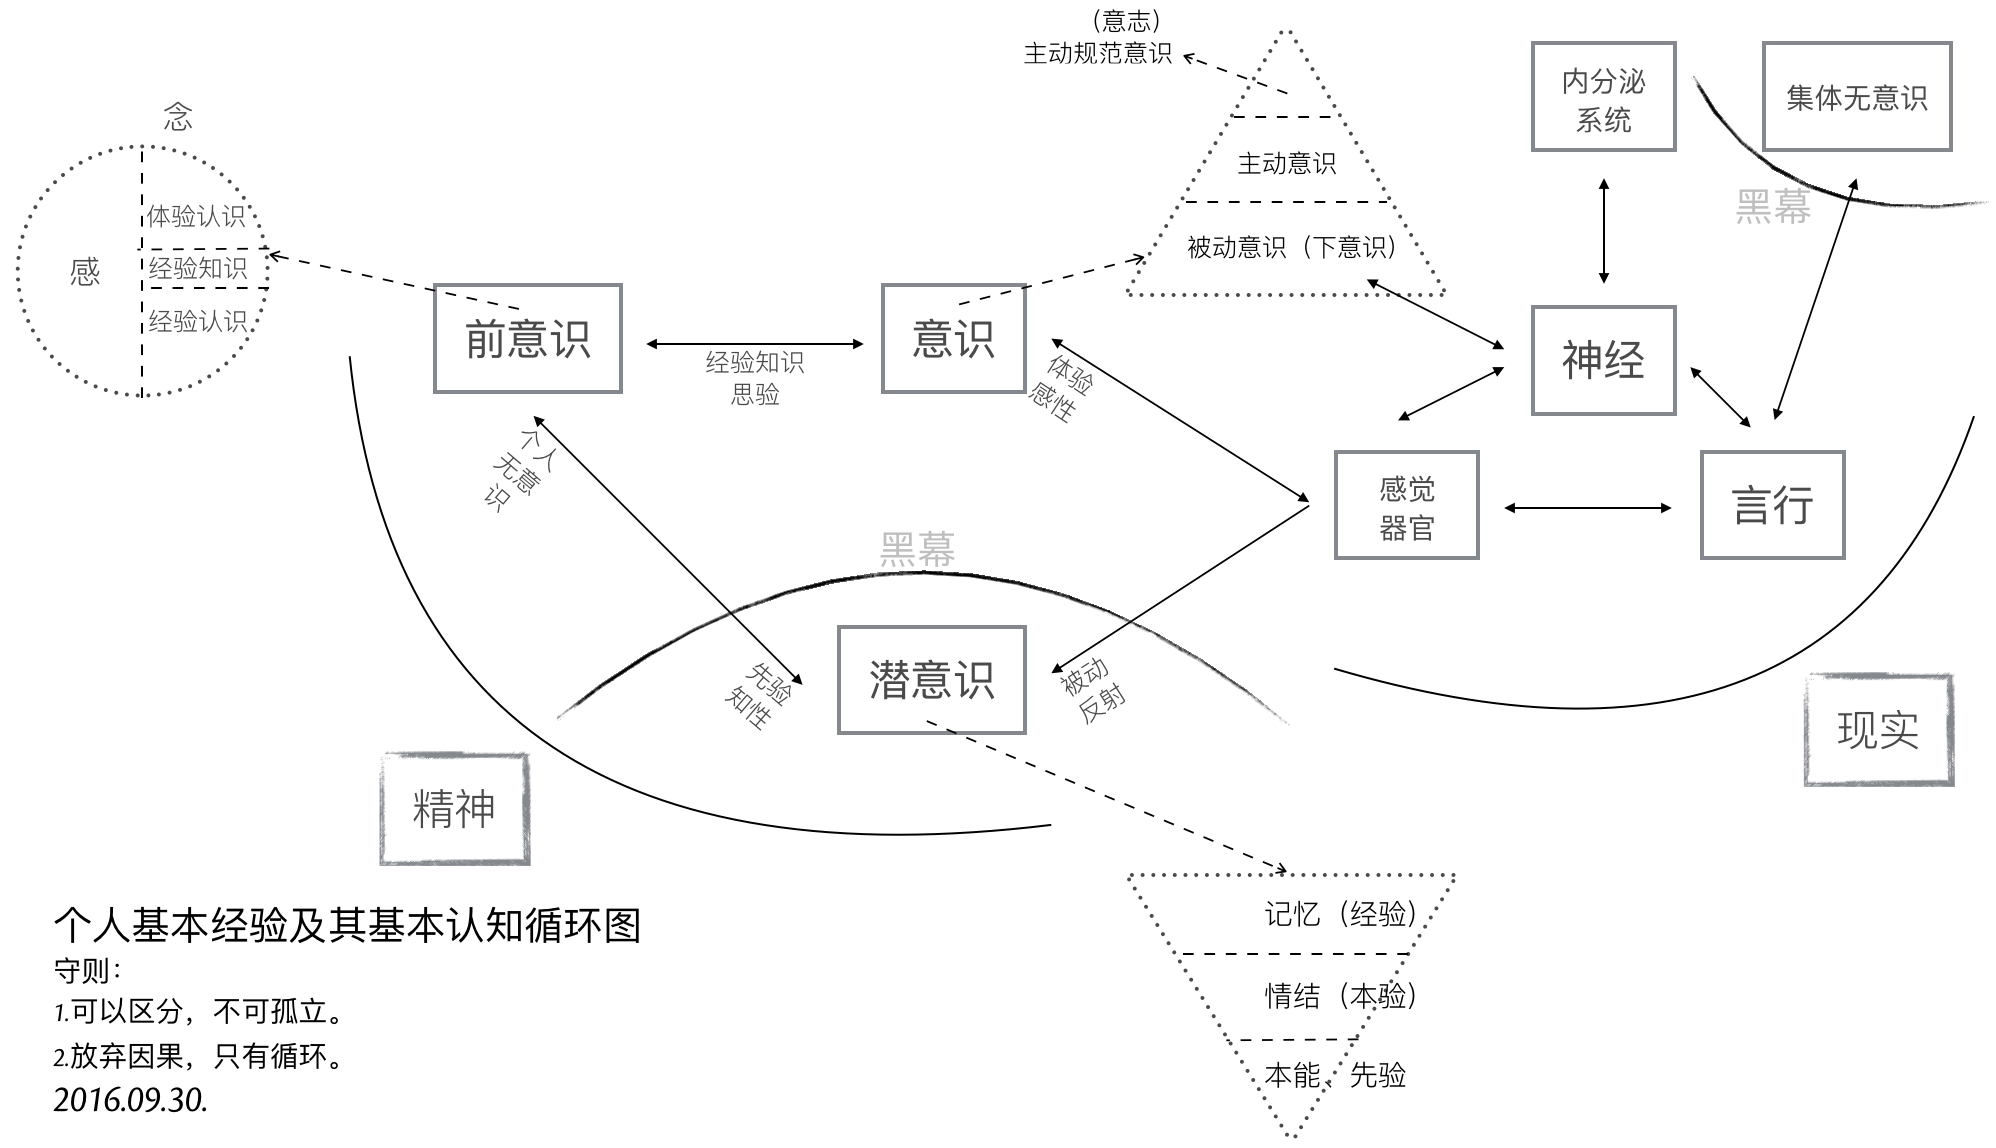 （意志）
主动规范意识
主动意识
被动意识（下意识）
内分泌
系统
集体无意识
黑幕
念
感
体验认识
经验知识
经验认识
前意识
经验知识
思验
意识
体验
感性
神经
感觉
器官
言行
个人
无意
识
黑幕
先验
知性
潜意识
被动
反射
现实
精神
记忆（经验）
情结（本验）
本能、先验
个人基本经验及其基本认知循环图
守则：
1.可以区分，不可孤立。
2.放弃因果，只有循环。
2016.09.30.